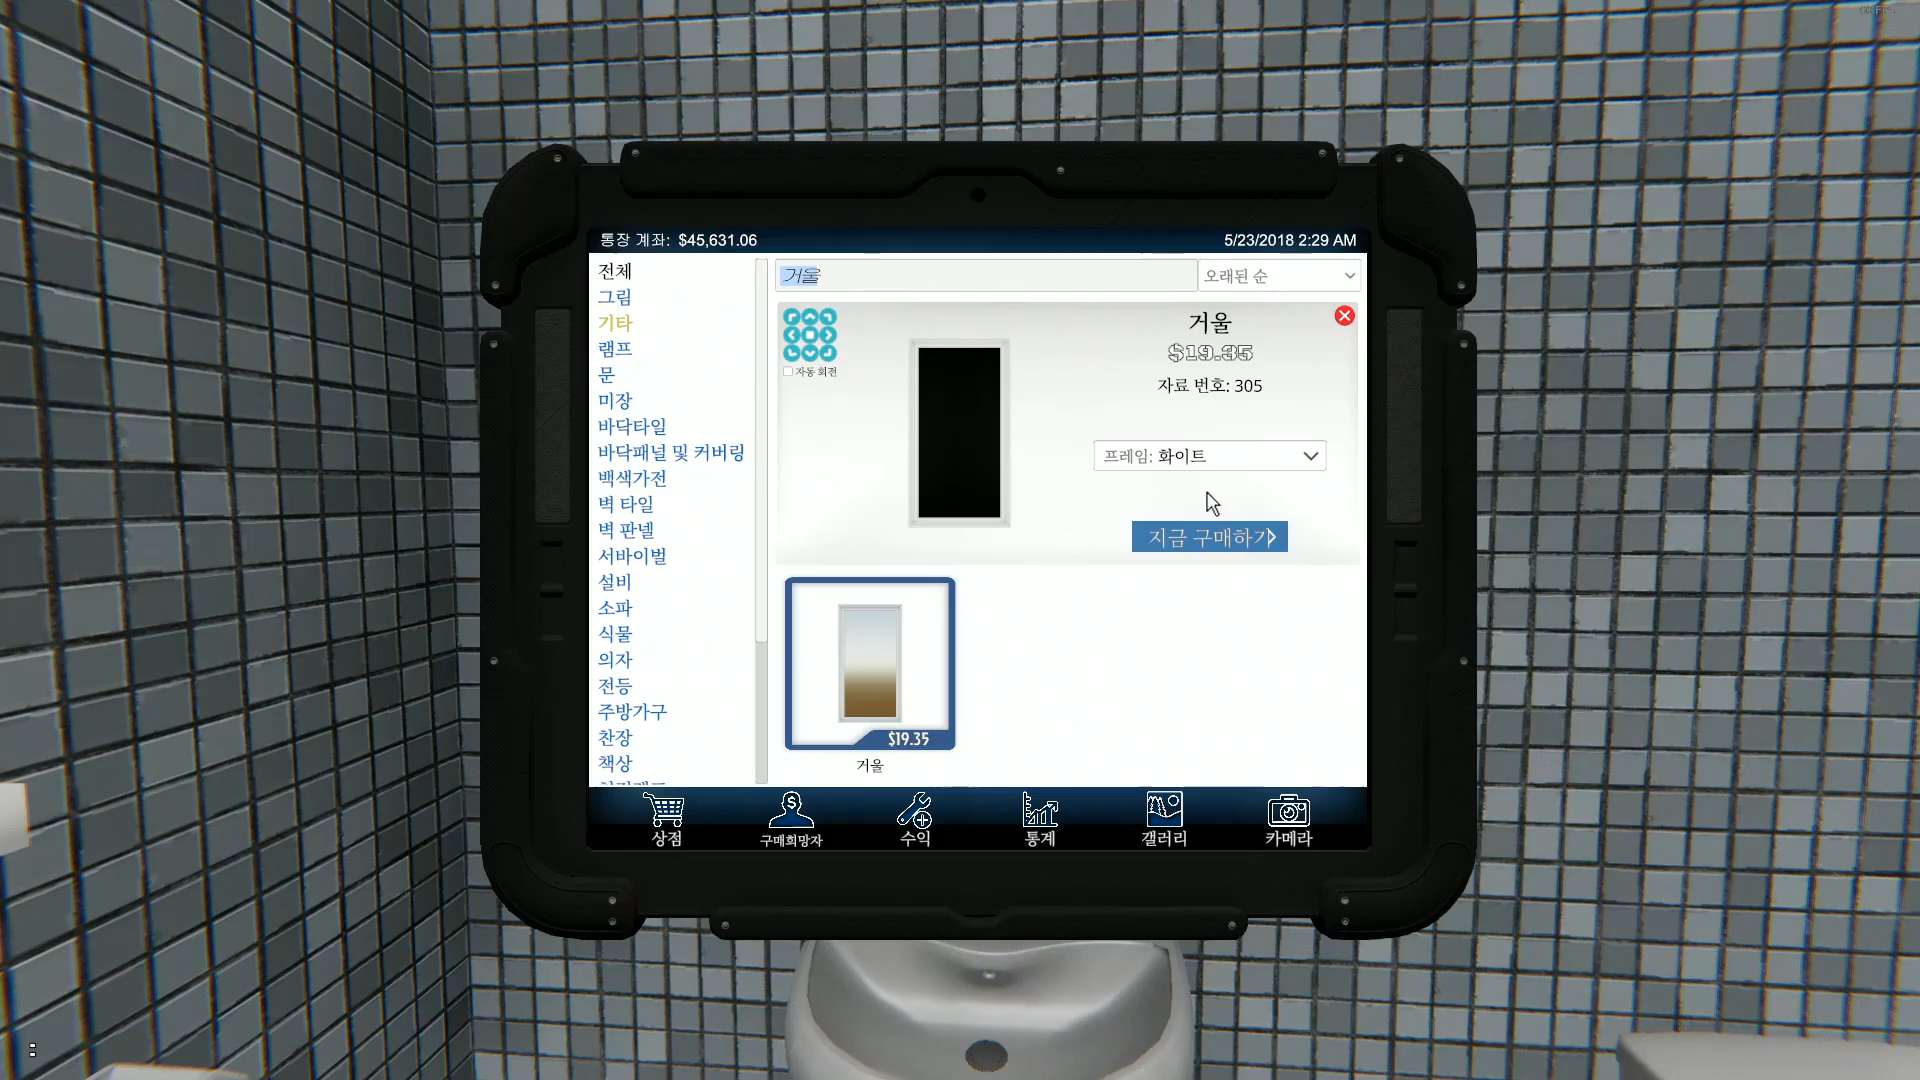 통장 계좌: $45,631.06
5/23/2018 2:29 AM
전체
그림
기타
램프
문
미장
바닥타일
바닥패널 및 커버링
백색가전
벽 타일
벽 판넬
서바이벌
설비
소파
식물
의자
전등
주방가구
찬장
책상
거울
오래된 순
자동 회전
거울
$19.35
자료 번호: 305
프레임: 화이트
지금 구매하기
$19.35
거울
상점
구매희망자
수익
통계
갤러리
카메라